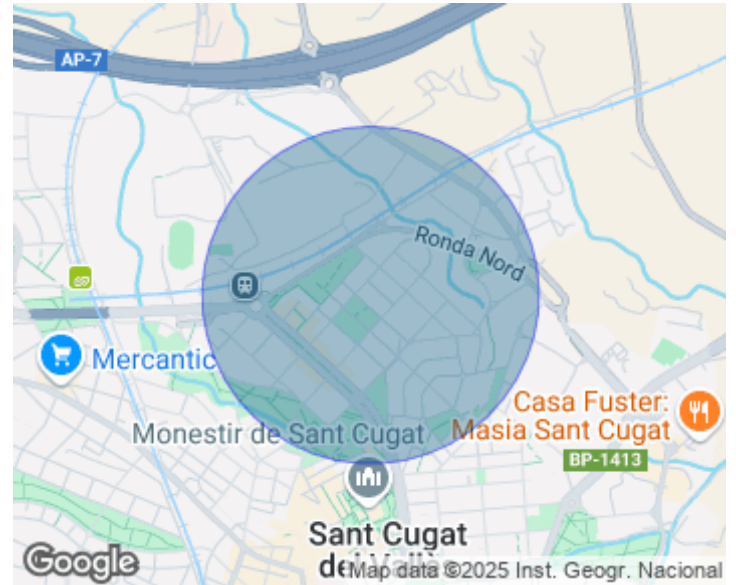 AP-7
Ronda Nord
Mercantic
Casa Fuster:
Masia Sant Cugat
Monestir de Sant Cugat
BP-1413
Sant Cugat
del
Google
Map data ©2025 Inst. Geogr. Nacional